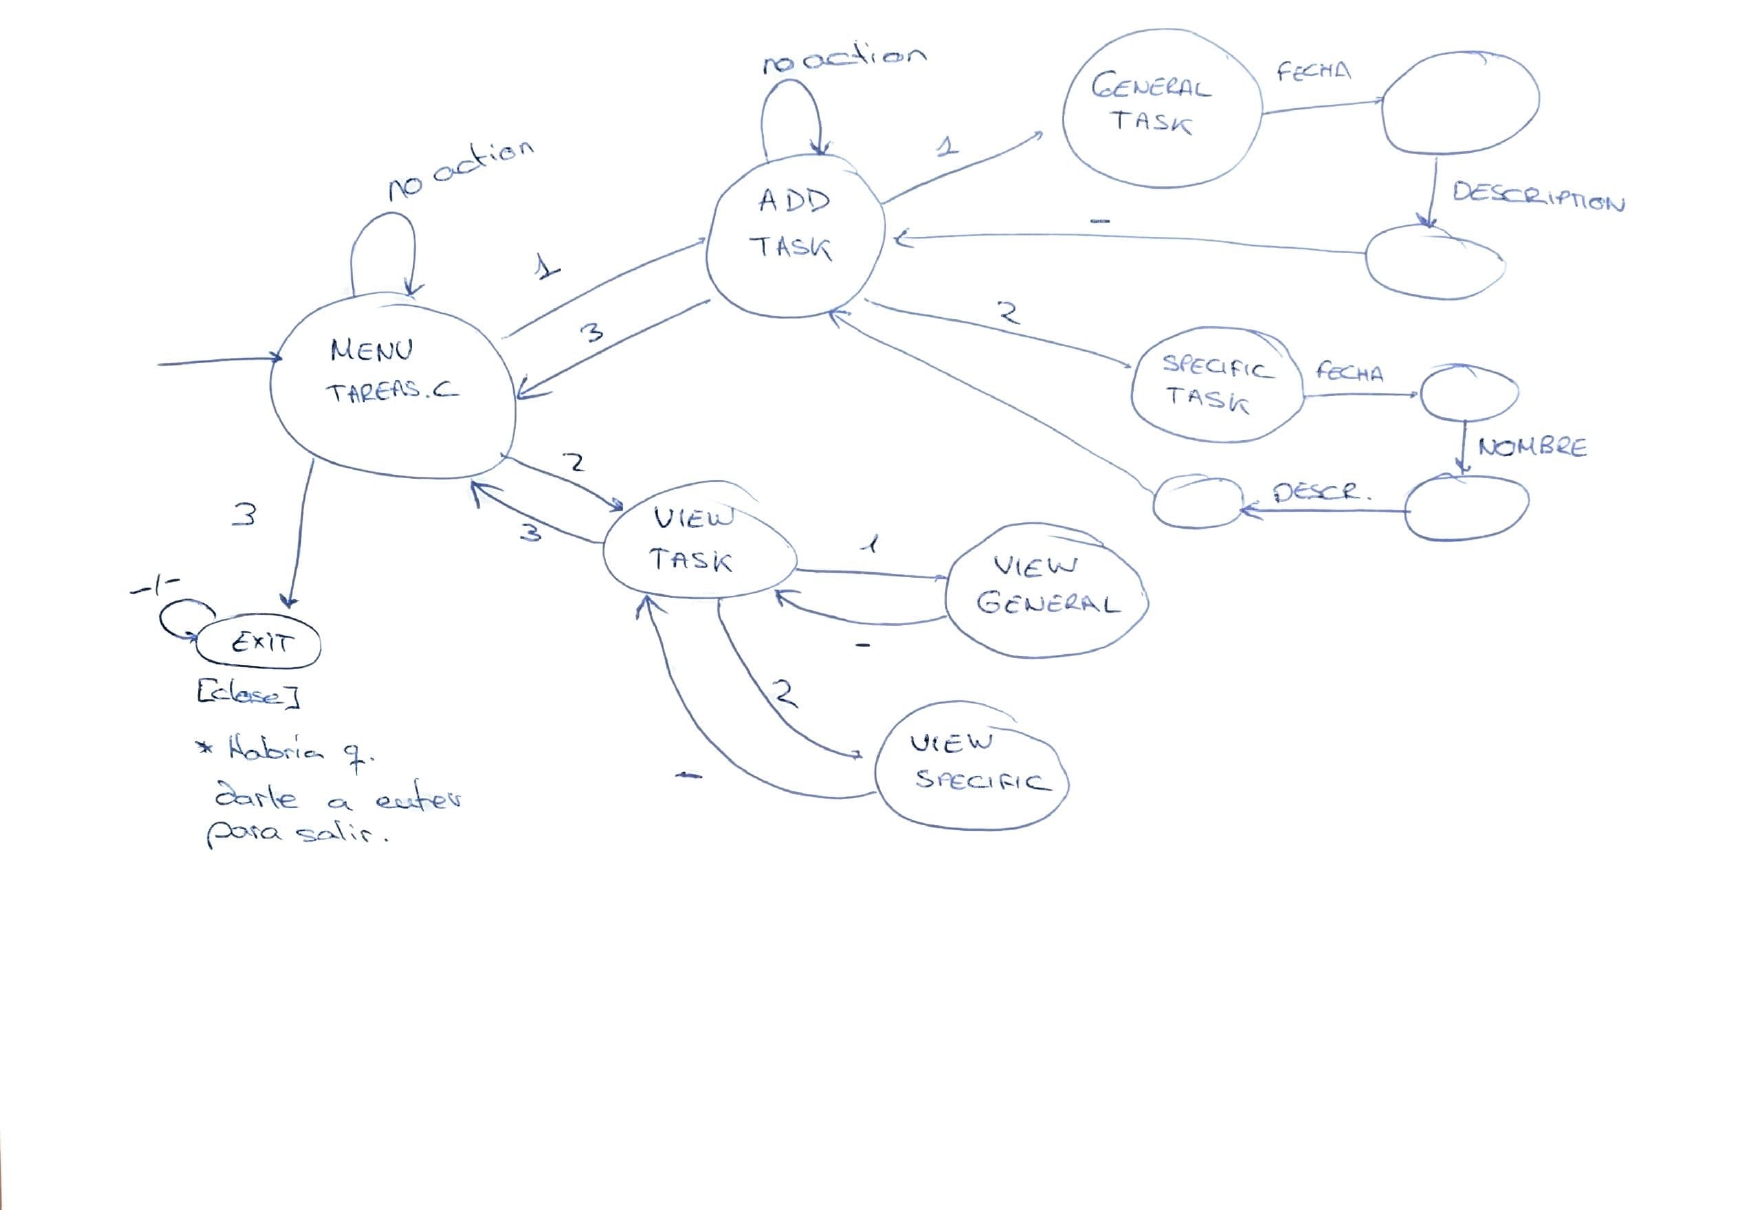 no action
GENERAL
TASK
FECHA
no action
1
ADD
TASK
DESCRIPTION
-
1
3
2
MENU
TAREAS.C
SPECIFIC
TASK
FECHA
NOMBRE
DESCR.
2
3
VIEW
TASK
1
VIEW
GENERAL
-
3
-/-
EXIT
[close]
2
VIEW
SPECIFIC
-
* Habría q.
darle a enter
para salir.